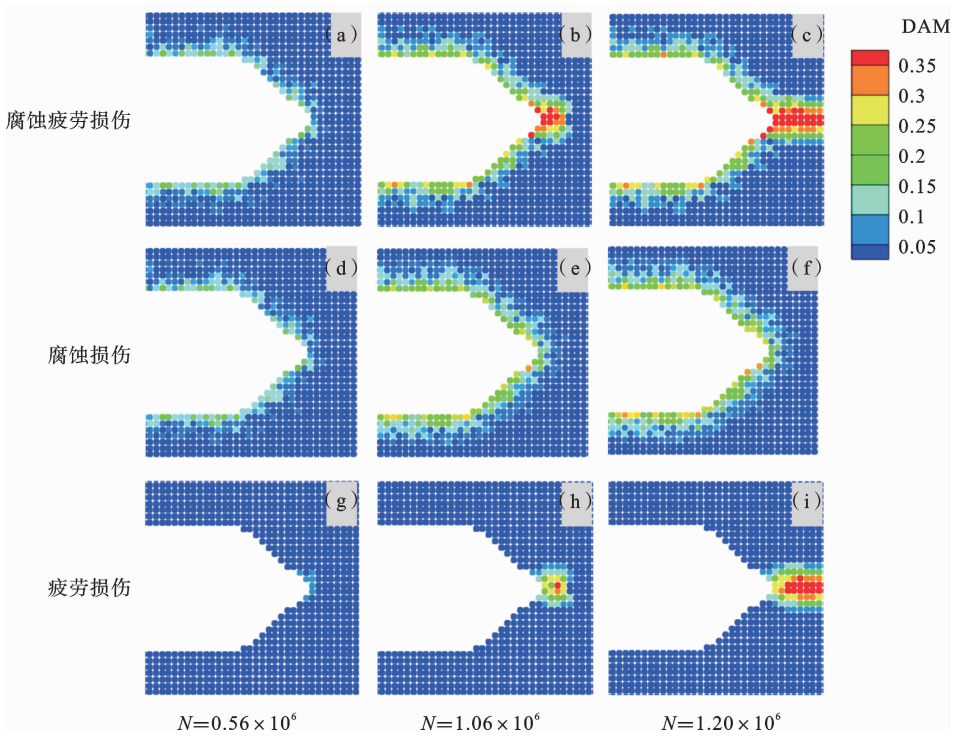 (a)
(b)
(c)
DAM
0.35
0.3
0.25
0.2
0.15
0.1
0.05
腐蚀疲劳损伤
(d)
(e)
(f)
腐蚀损伤
(g)
(h)
(i)
疲劳损伤
N=0.56×10⁶
N=1.06×10⁶
N=1.20×10⁶